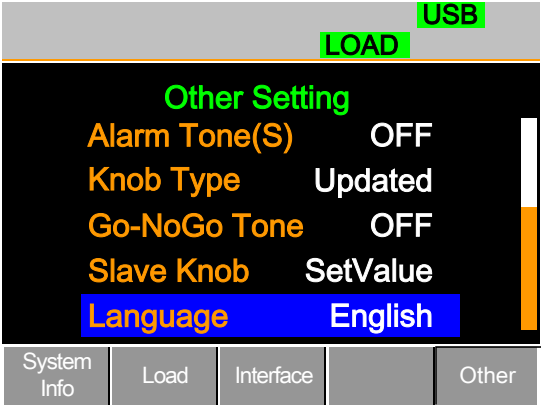 USB
LOAD
Other Setting
Alarm Tone(S) OFF
Knob Type Updated
Go-NoGo Tone OFF
Slave Knob SetValue
Language English
System
Info
Load
Interface
Other